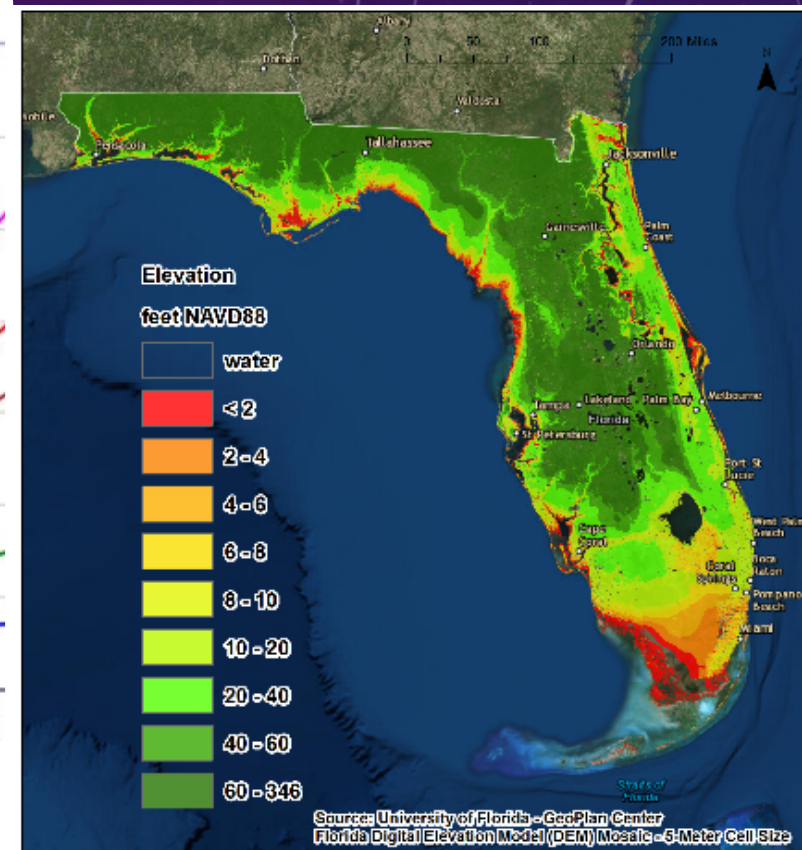 Albany
0 50 100 200 Miles
N
Dothan
Valdosta
Mobile
Pensacola
Tallahassee
Jacksonville
Gainesville
Palm
Coast
Elevation
feet NAVD88
water
< 2
2 - 4
4 - 6
6 - 8
8 - 10
10 - 20
20 - 40
40 - 60
60 - 346
Orlando
Lakeland
Palm Bay
Melbourne
Tampa
Florida
St Petersburg
Port St
Lucie
Cape
Coral
West Palm
Beach
Boca
Raton
Coral
Springs
Pompano
Beach
Miami
Straits of
Florida
Source: University of Florida - GeoPlan Center
Florida Digital Elevation Model (DEM) Mosaic - 5-Meter Cell Size